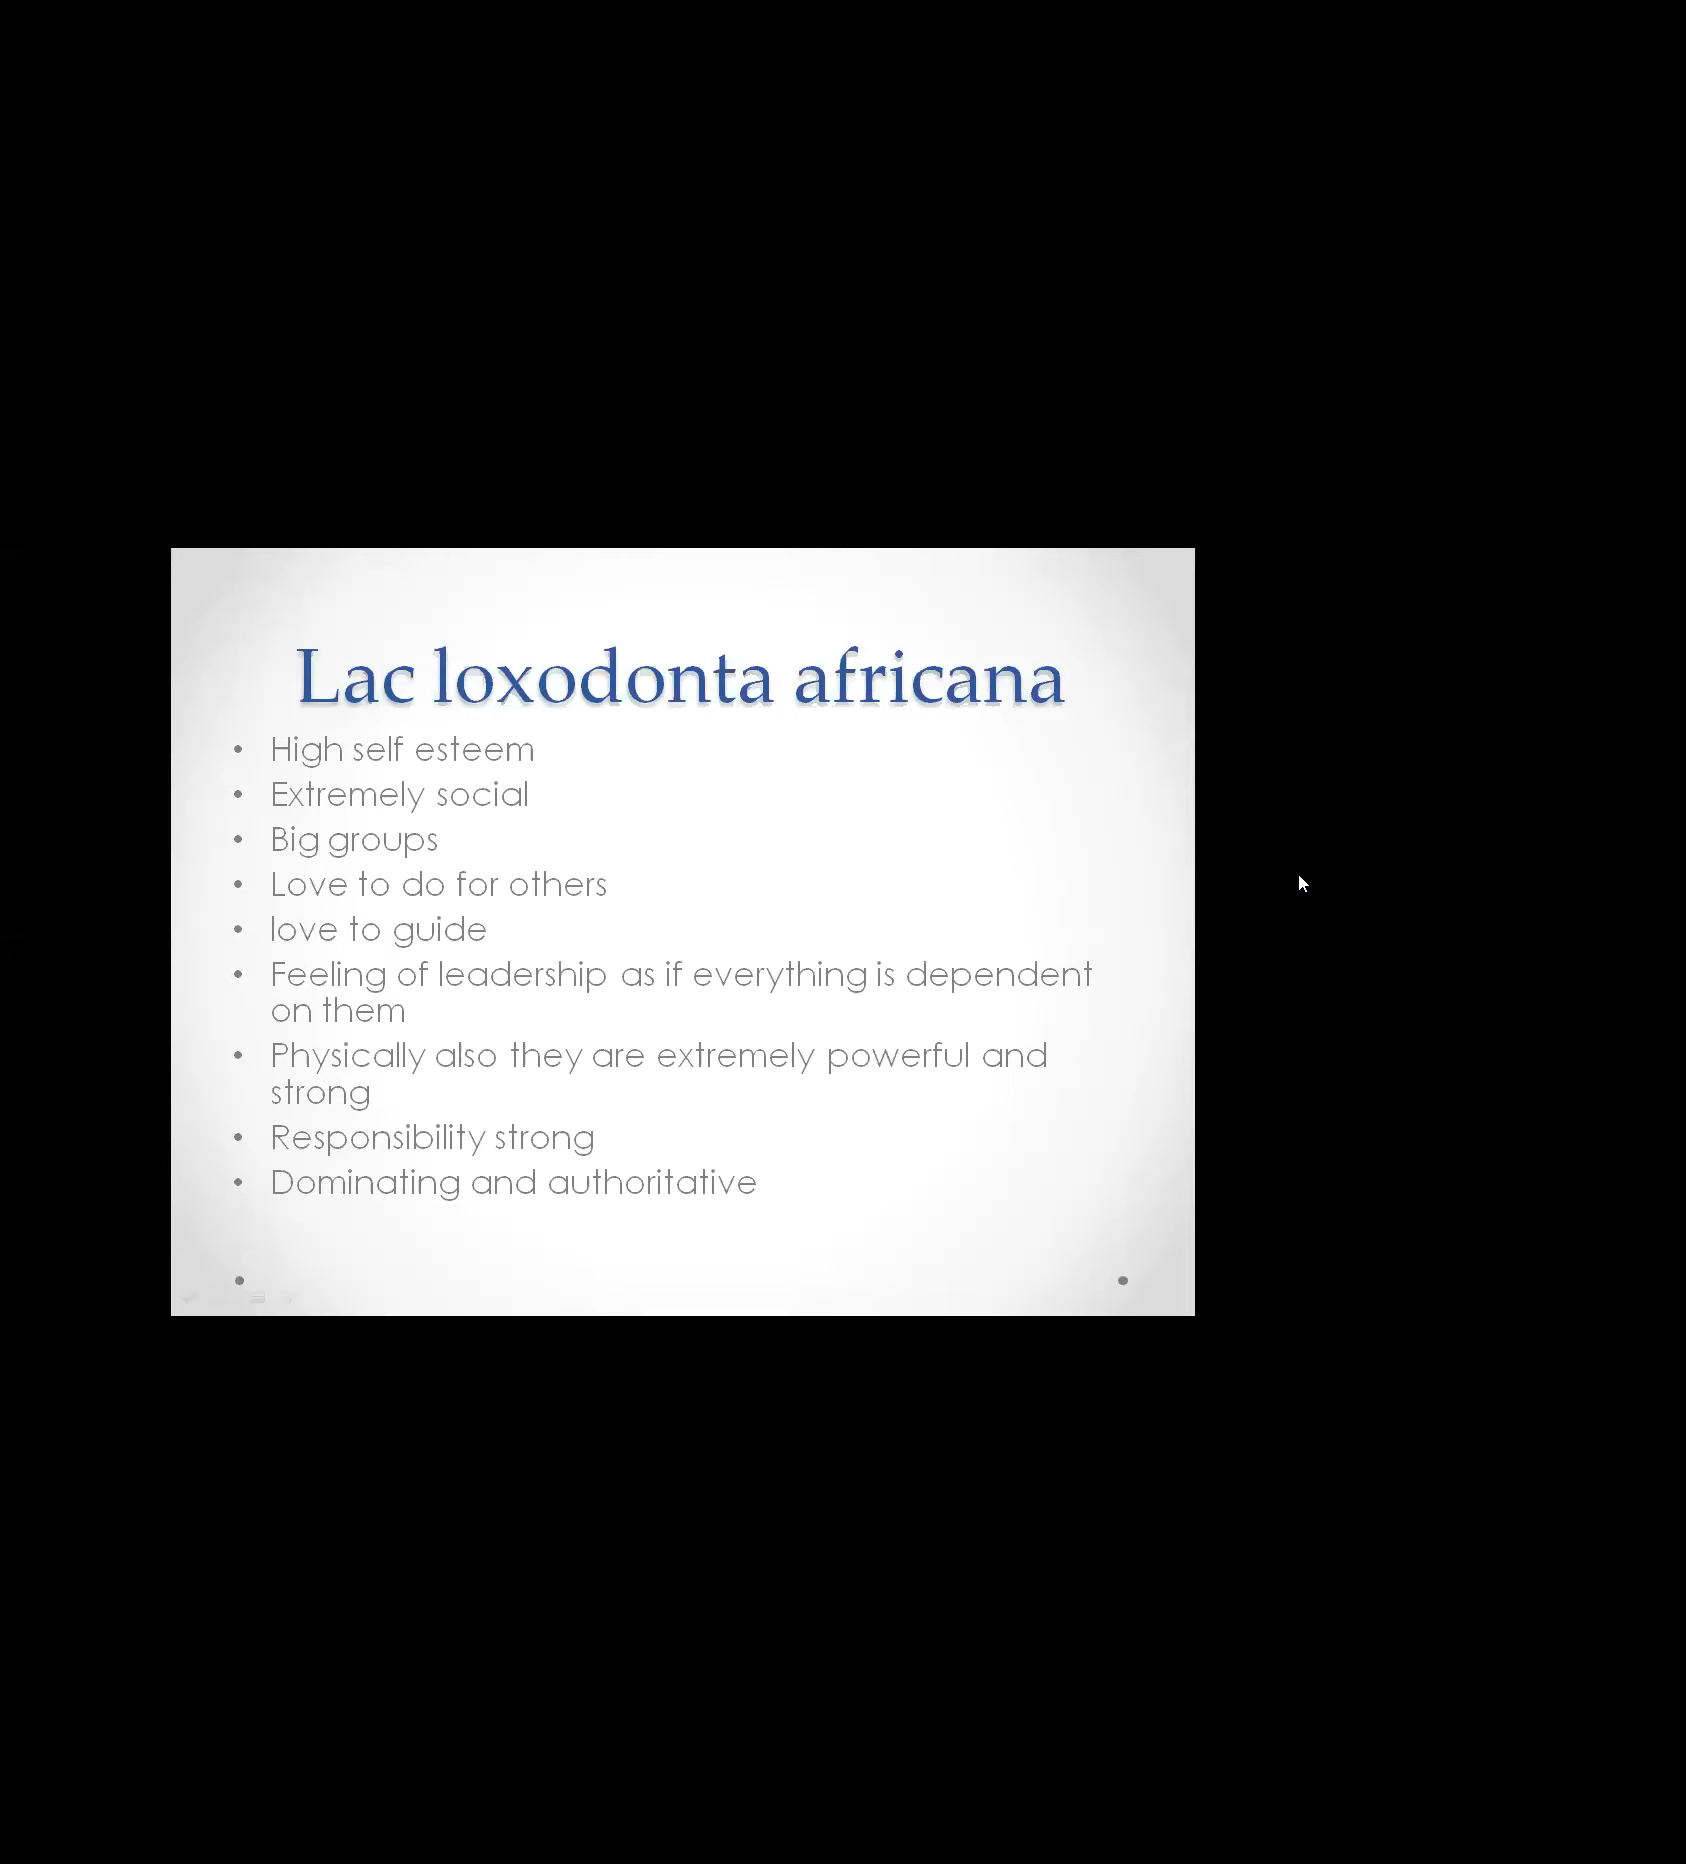 Lac loxodonta africana
• High self esteem
• Extremely social
• Big groups
• Love to do for others
• love to guide
• Feeling of leadership as if everything is dependent
on them
• Physically also they are extremely powerful and
strong
• Responsibility strong
• Dominating and authoritative